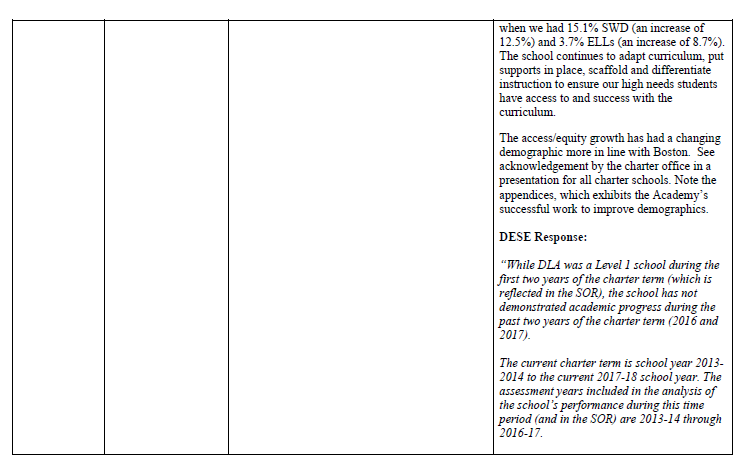 when we had 15.1% SWD (an increase of
12.5%) and 3.7% ELLs (an increase of 8.7%).
The school continues to adapt curriculum, put
supports in place, scaffold and differentiate
instruction to ensure our high needs students
have access to and success with the
curriculum.
The access/equity growth has had a changing
demographic more in line with Boston.  See
acknowledgement by the charter office in a
presentation for all charter schools. Note the
appendices, which exhibits the Academy’s
successful work to improve demographics.
DESE Response:
“While DLA was a Level 1 school during the
first two years of the charter term (which is
reflected in the SOR), the school has not
demonstrated academic progress during the
past two years of the charter term (2016 and
2017).
The current charter term is school year 2013-
2014 to the current 2017-18 school year. The
assessment years included in the analysis of
the school’s performance during this time
period (and in the SOR) are 2013-14 through
2016-17.